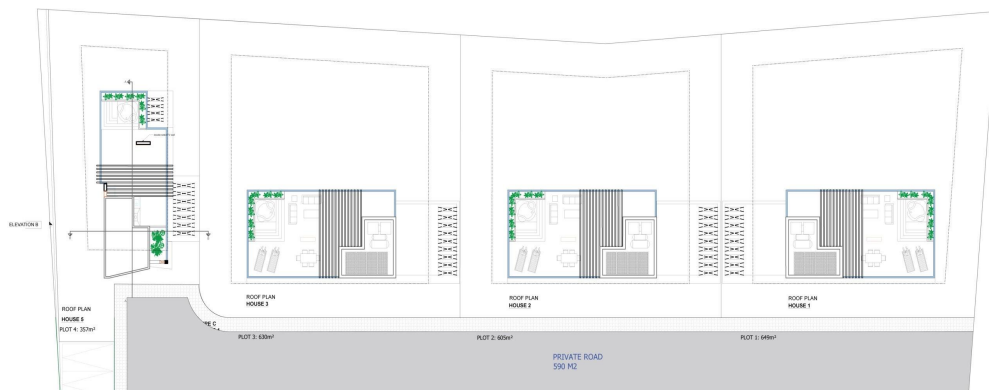 ELEVATION B
ROOF PLAN
HOUSE 5
PLOT 4: 357m²
ROOF PLAN
HOUSE 3
PLOT 3: 630m²
ROOF PLAN
HOUSE 2
PLOT 2: 605m²
ROOF PLAN
HOUSE 1
PLOT 1: 649m²
PRIVATE ROAD
590 M2